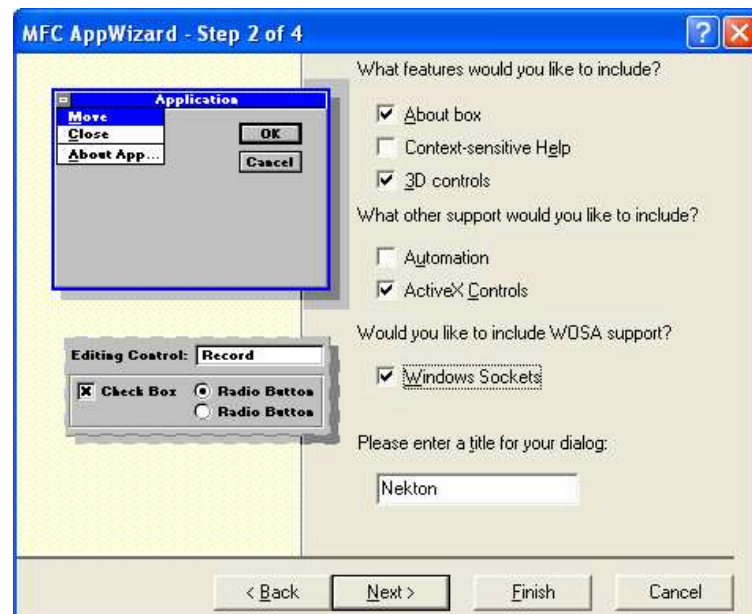 MFC AppWizard - Step 2 of 4
What features would you like to include?
Application
Move
Close
About App...
OK
Cancel
About box
Context-sensitive Help
3D controls
What other support would you like to include?
Automation
ActiveX Controls
Would you like to include WOSA support?
Windows Sockets
Editing Control: Record
Check Box
Radio Button
Radio Button
Please enter a title for your dialog:
Nekton
< Back
Next >
Finish
Cancel